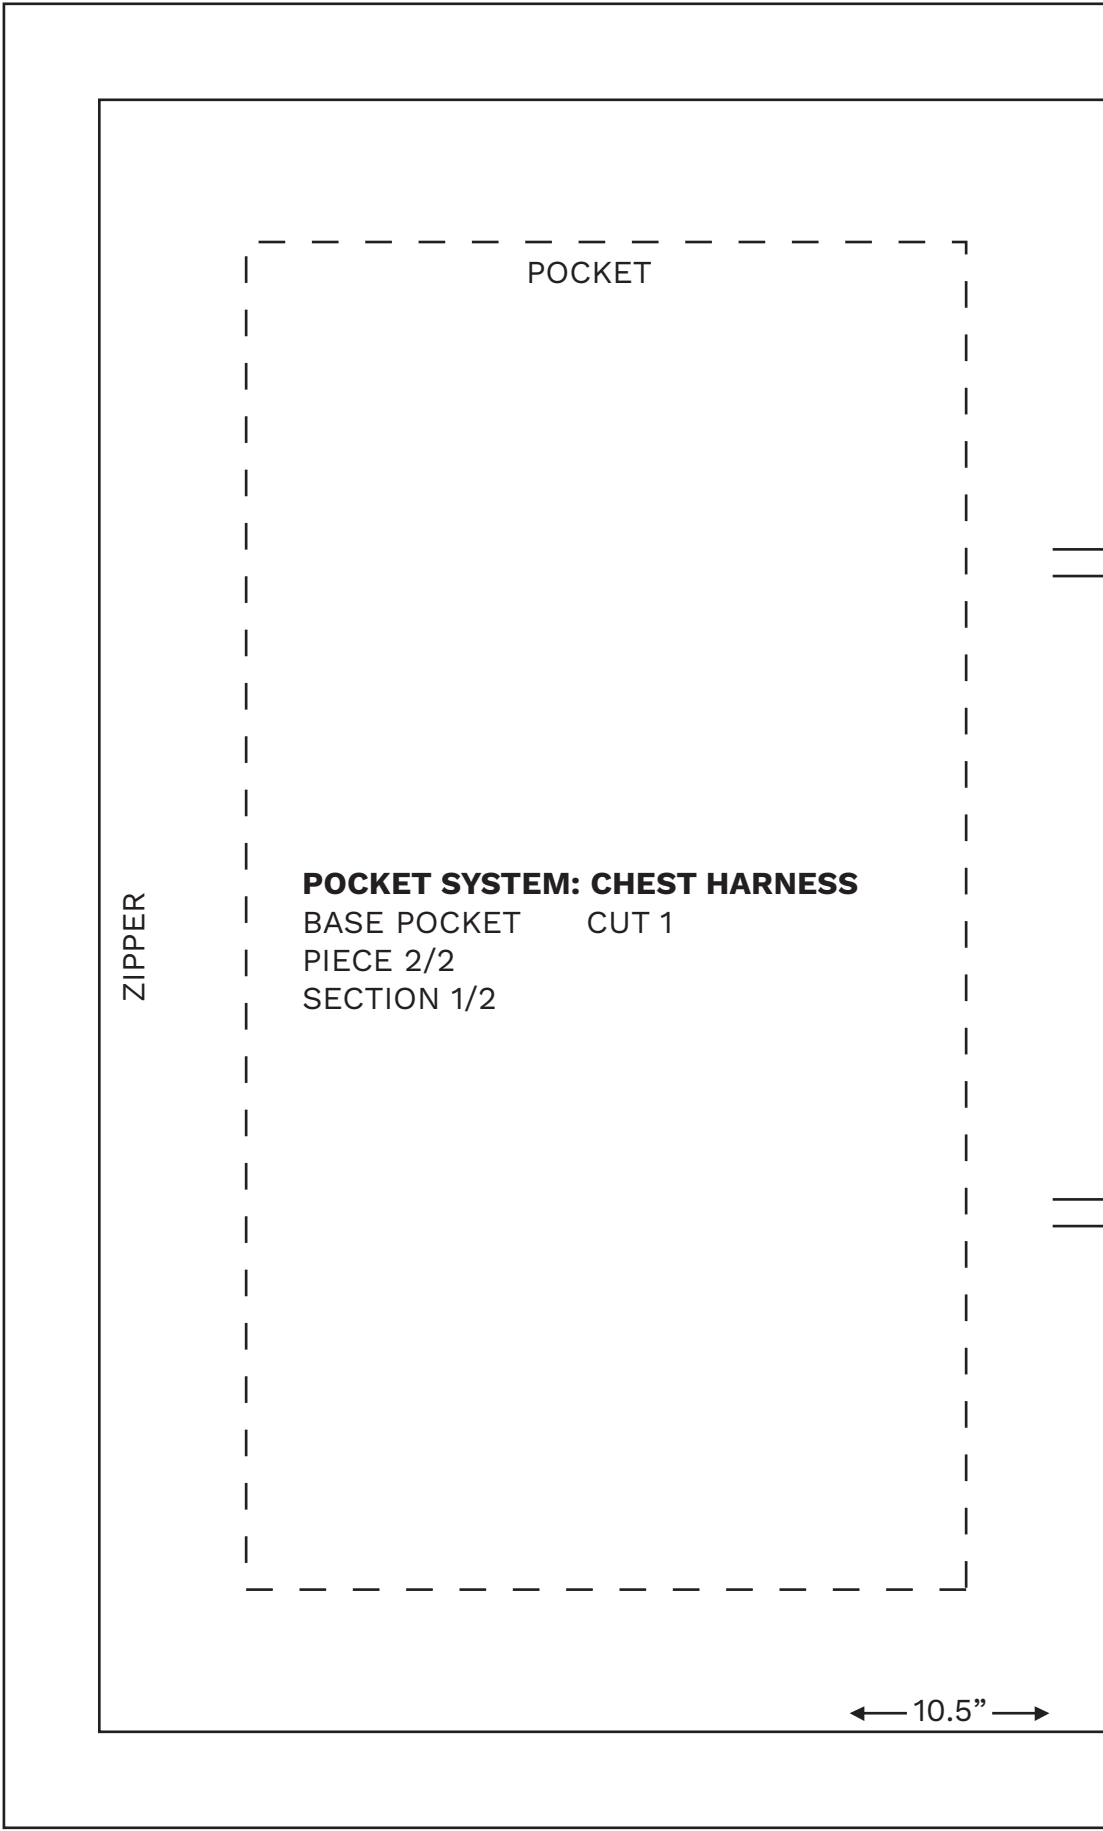 POCKET
POCKET SYSTEM: CHEST HARNESS
BASE POCKET CUT 1
PIECE 2/2
SECTION 1/2
ZIPPER
10.5”